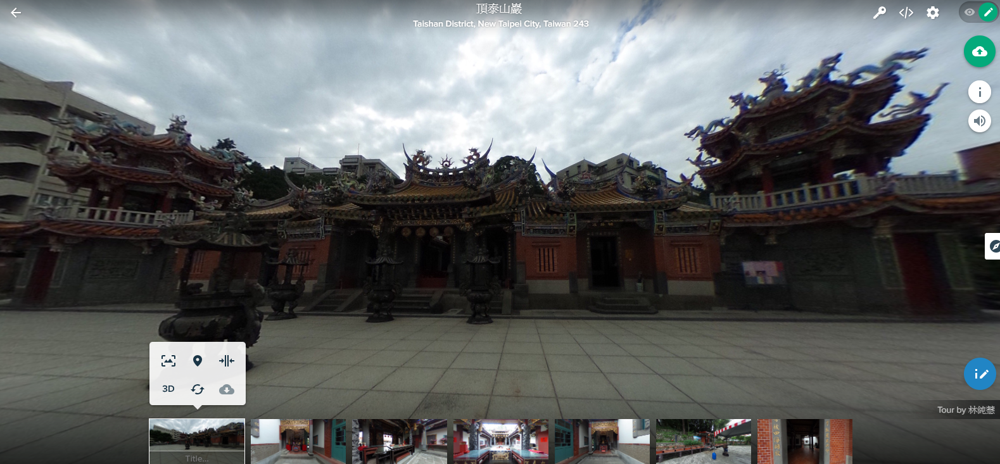 頂泰山巖
Taishan District, New Taipei City, Taiwan 243
3D
Tour by 林純慧
Title...